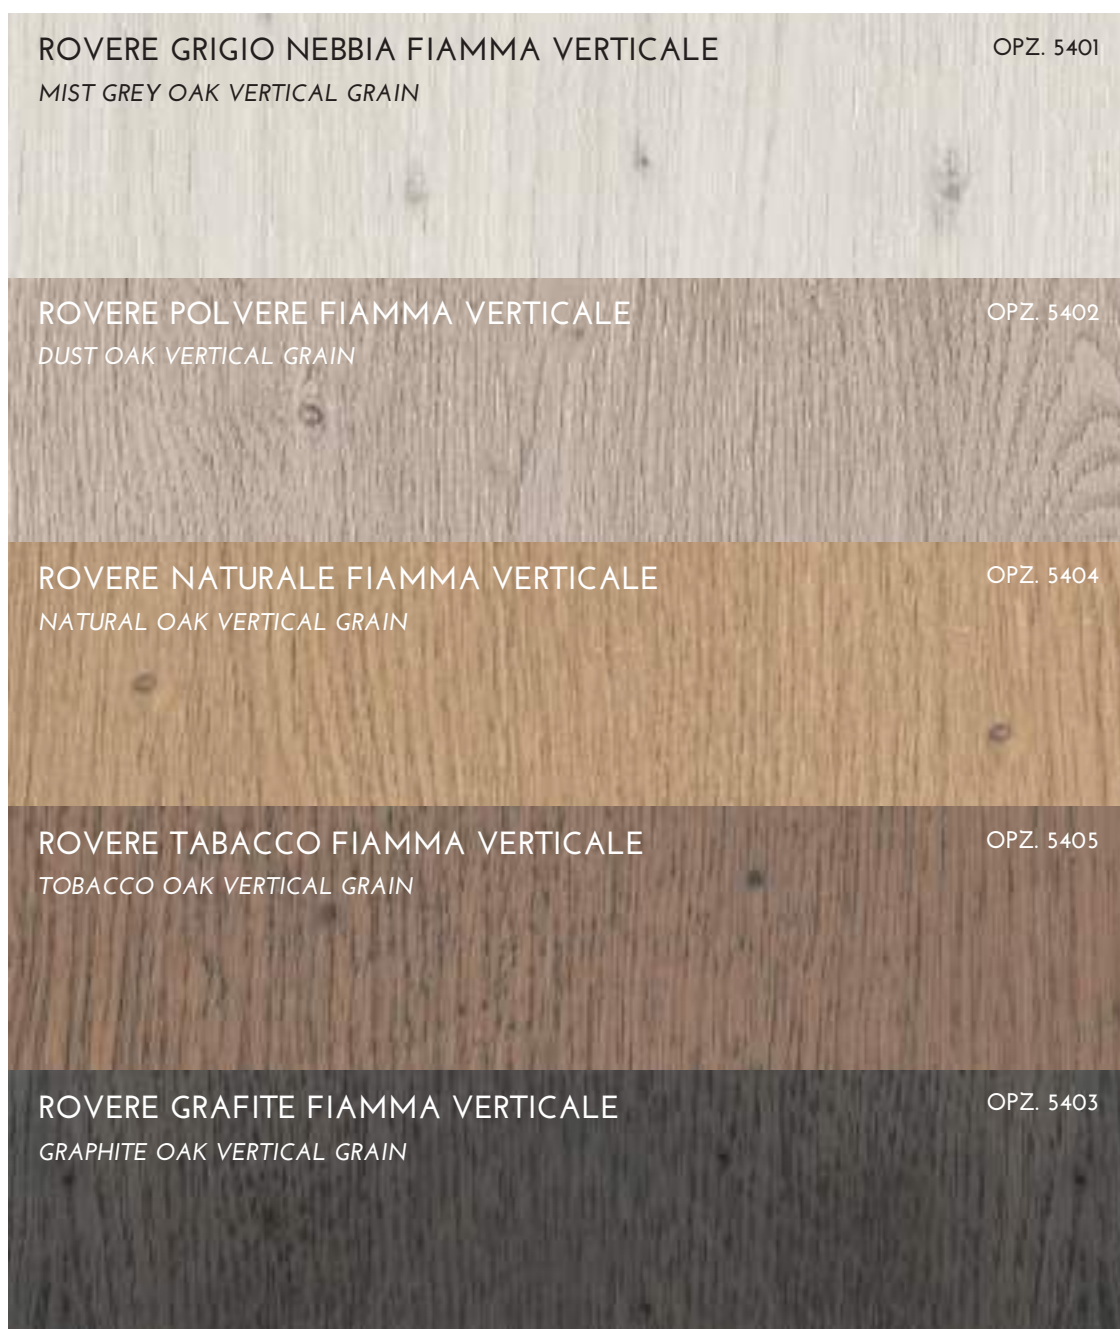 ROVERE GRIGIO NEBBIA FIAMMA VERTICALE OPZ. 5401
MIST GREY OAK VERTICAL GRAIN
ROVERE POLVERE FIAMMA VERTICALE OPZ. 5402
DUST OAK VERTICAL GRAIN
ROVERE NATURALE FIAMMA VERTICALE OPZ. 5404
NATURAL OAK VERTICAL GRAIN
ROVERE TABACCO FIAMMA VERTICALE OPZ. 5405
TOBACCO OAK VERTICAL GRAIN
ROVERE GRAFITE FIAMMA VERTICALE OPZ. 5403
GRAPHITE OAK VERTICAL GRAIN